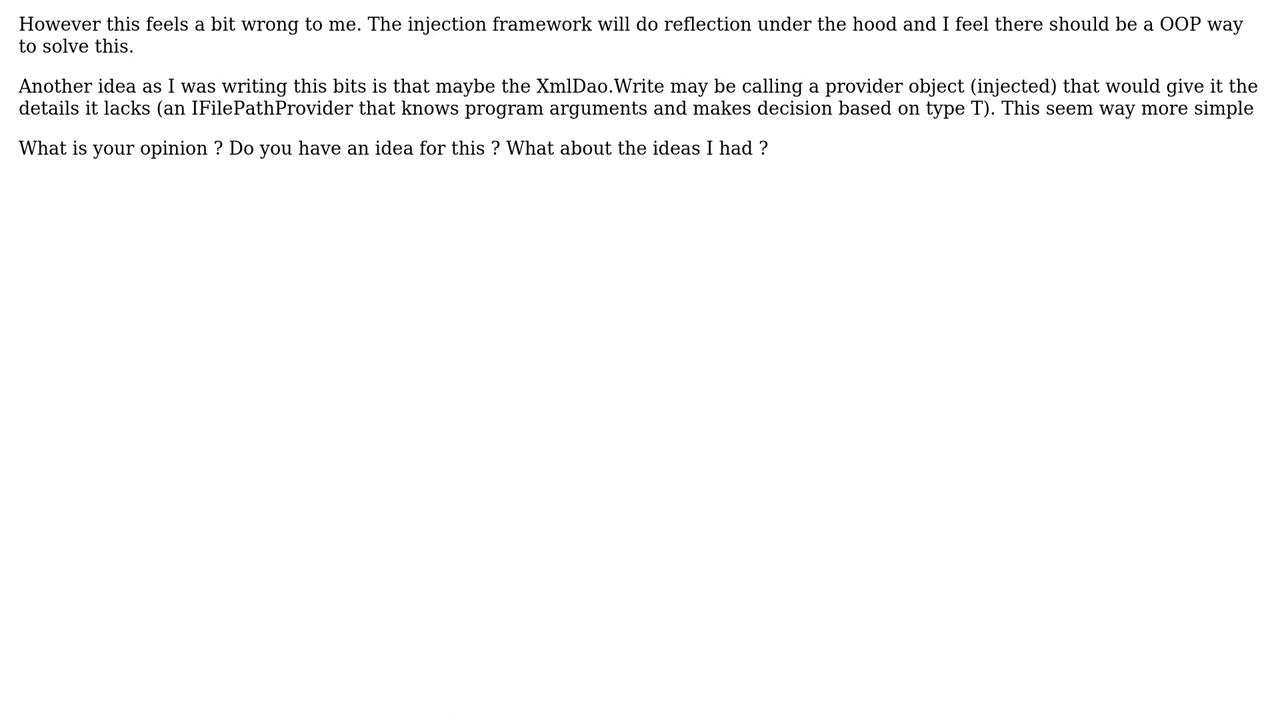 However this feels a bit wrong to me. The injection framework will do reflection under the hood and I feel there should be a OOP way
to solve this.
Another idea as I was writing this bits is that maybe the XmlDao.Write may be calling a provider object (injected) that would give it the
details it lacks (an IFilePathProvider that knows program arguments and makes decision based on type T). This seem way more simple
What is your opinion ? Do you have an idea for this ? What about the ideas I had ?